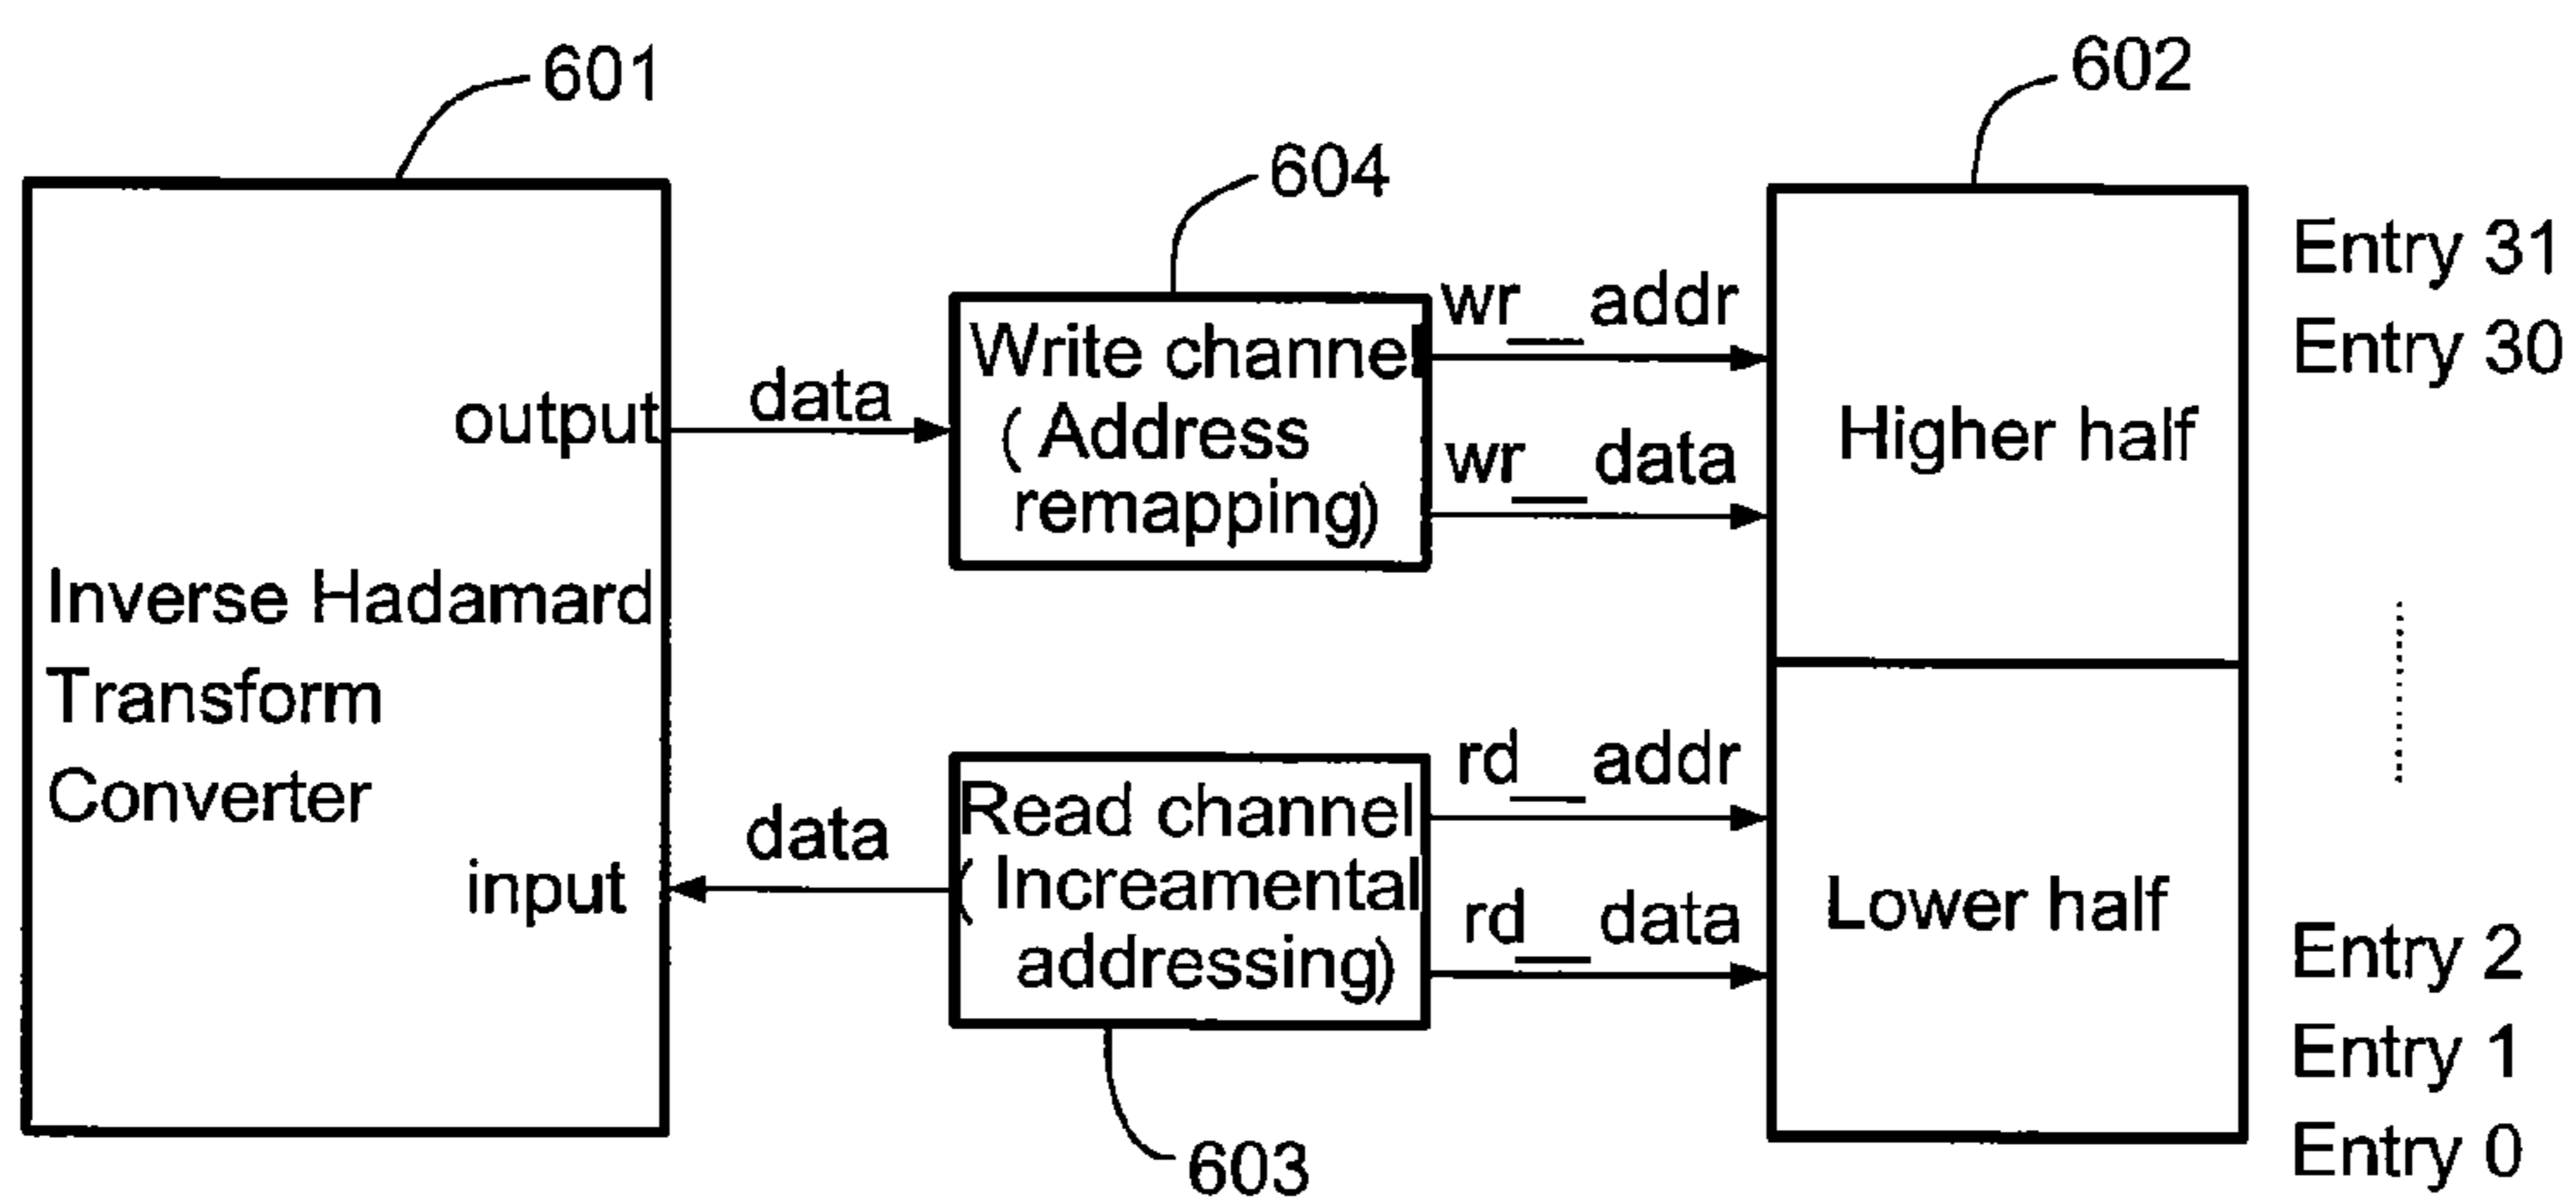 601
602
604
Entry 31
Entry 30
wr__addr
Write channel
( Address
remapping)
data
output
wr__data
Higher half
Inverse Hadamard
Transform
Converter
rd__addr
Read channel
( Increamental
addressing)
data
input
rd__data
Lower half
Entry 2
Entry 1
Entry 0
603